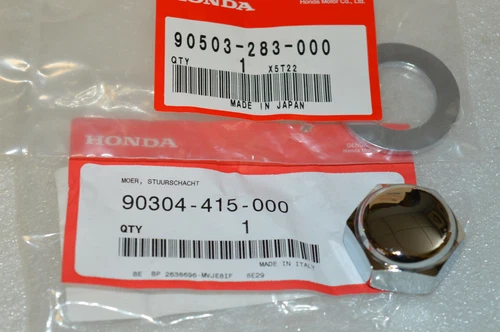 HONDA
Honda Motor Co., Ltd.
90503-283-000
QTY 1 X5T22
MADE IN JAPAN
HONDA
MOER, STUURSCHACHT
90304-415-000
QTY 1
MADE IN ITALY
8E29